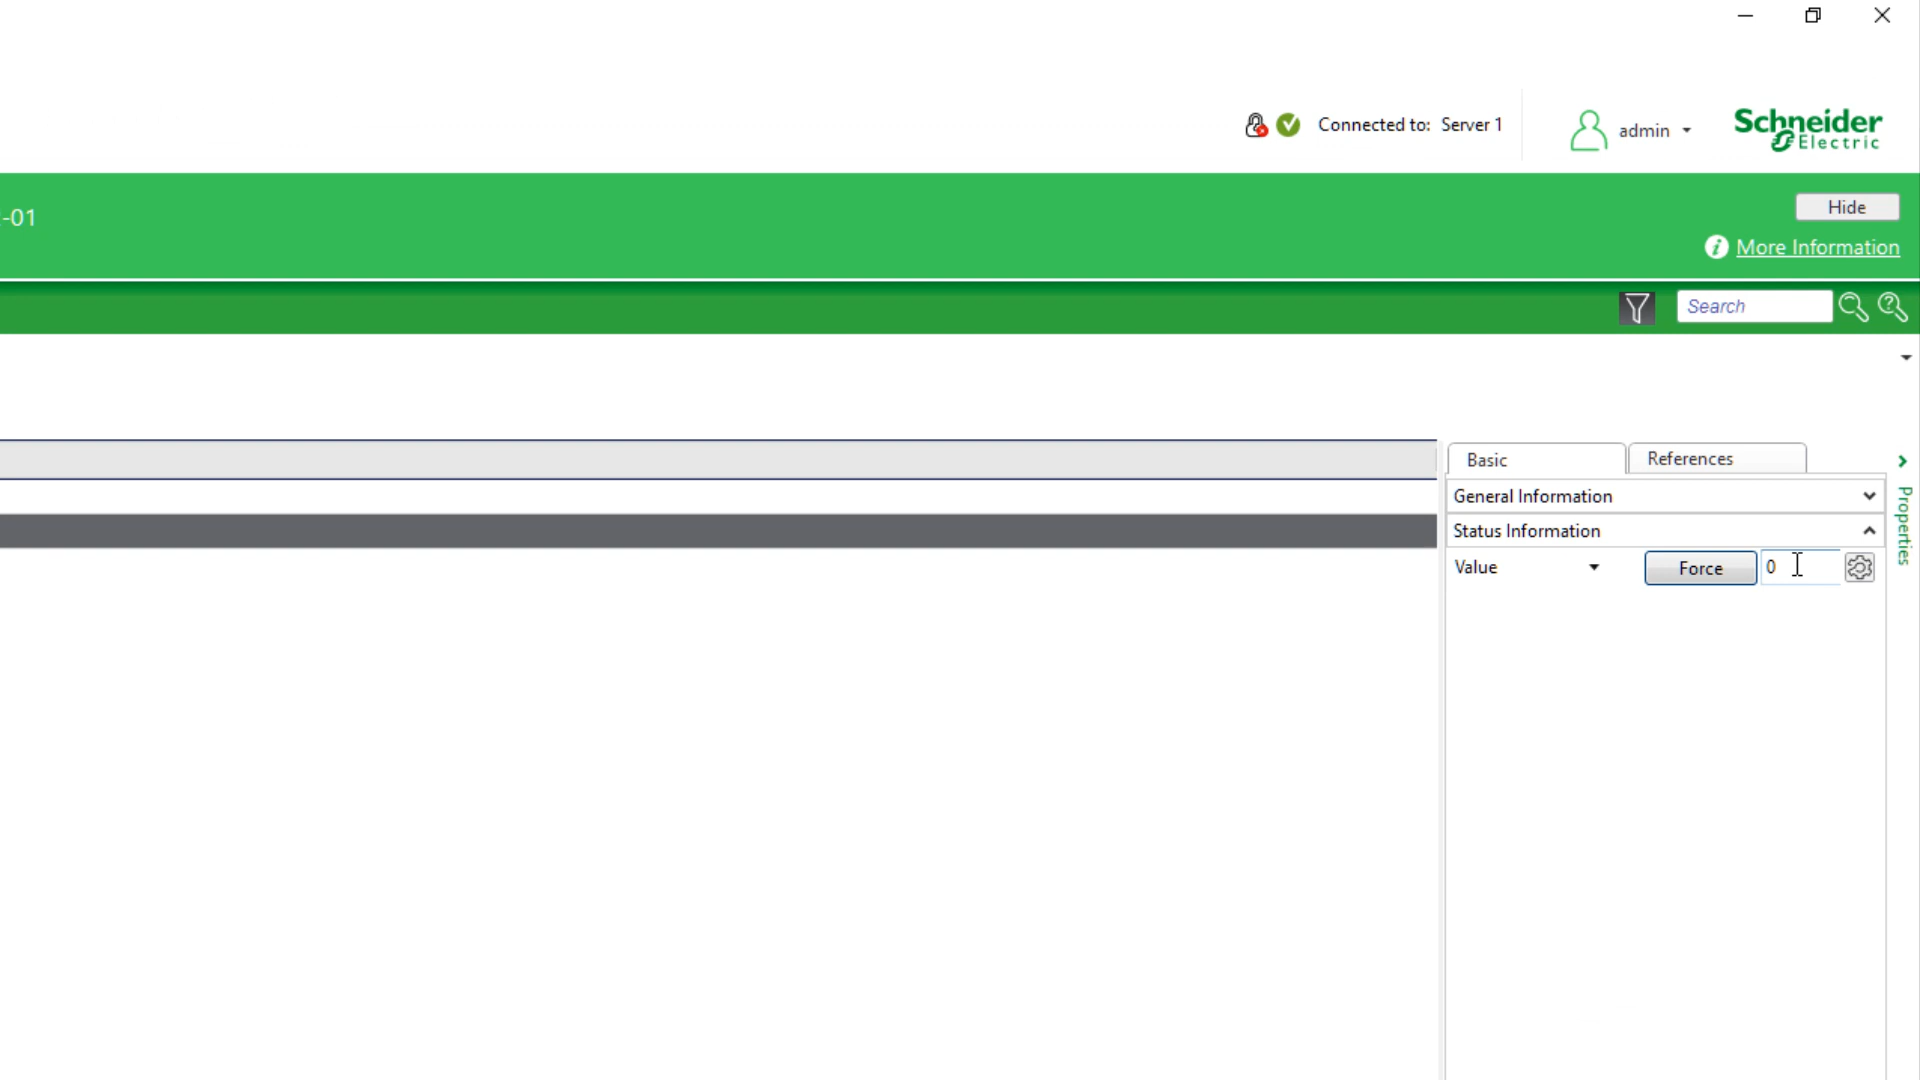 Connected to: Server 1
admin
Schneider
Electric
-01
Hide
More Information
Search
Basic
References
General Information
Status Information
Value
Force
0
Properties